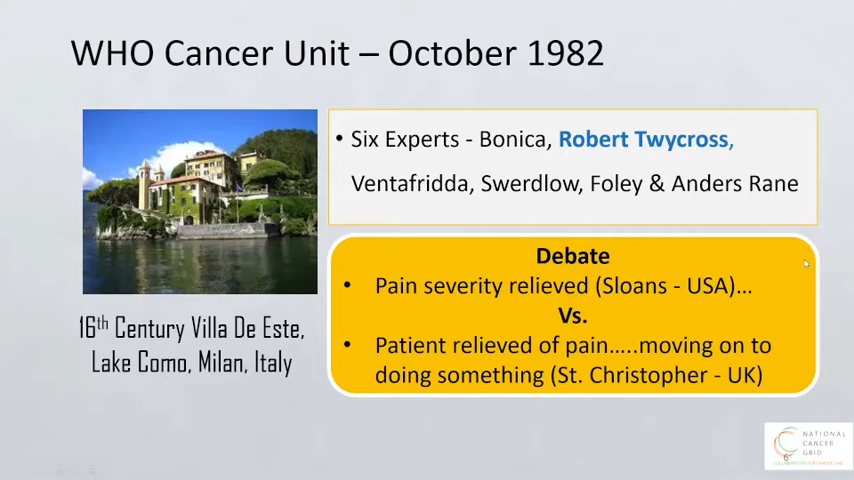 WHO Cancer Unit – October 1982
• Six Experts - Bonica, Robert Twycross,
Ventafridda, Swerdlow, Foley & Anders Rane
Debate
• Pain severity relieved (Sloans - USA)…
Vs.
• Patient relieved of pain…..moving on to
doing something (St. Christopher - UK)
16th Century Villa De Este,
Lake Como, Milan, Italy
NATIONAL
CANCER
GRID
6